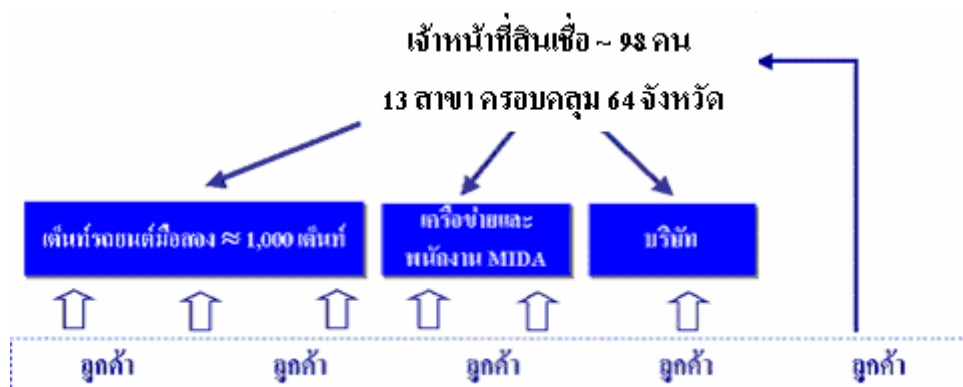 เจ้าหน้าที่สินเชื่อ ~ 98 คน
13 สาขา ครอบคลุม 64 จังหวัด
เต็นท์รถยนต์มือสอง ≈ 1,000 เต็นท์
เครือข่ายและ
พนักงาน MIDA
บริษัท
ลูกค้า ลูกค้า ลูกค้า ลูกค้า ลูกค้า